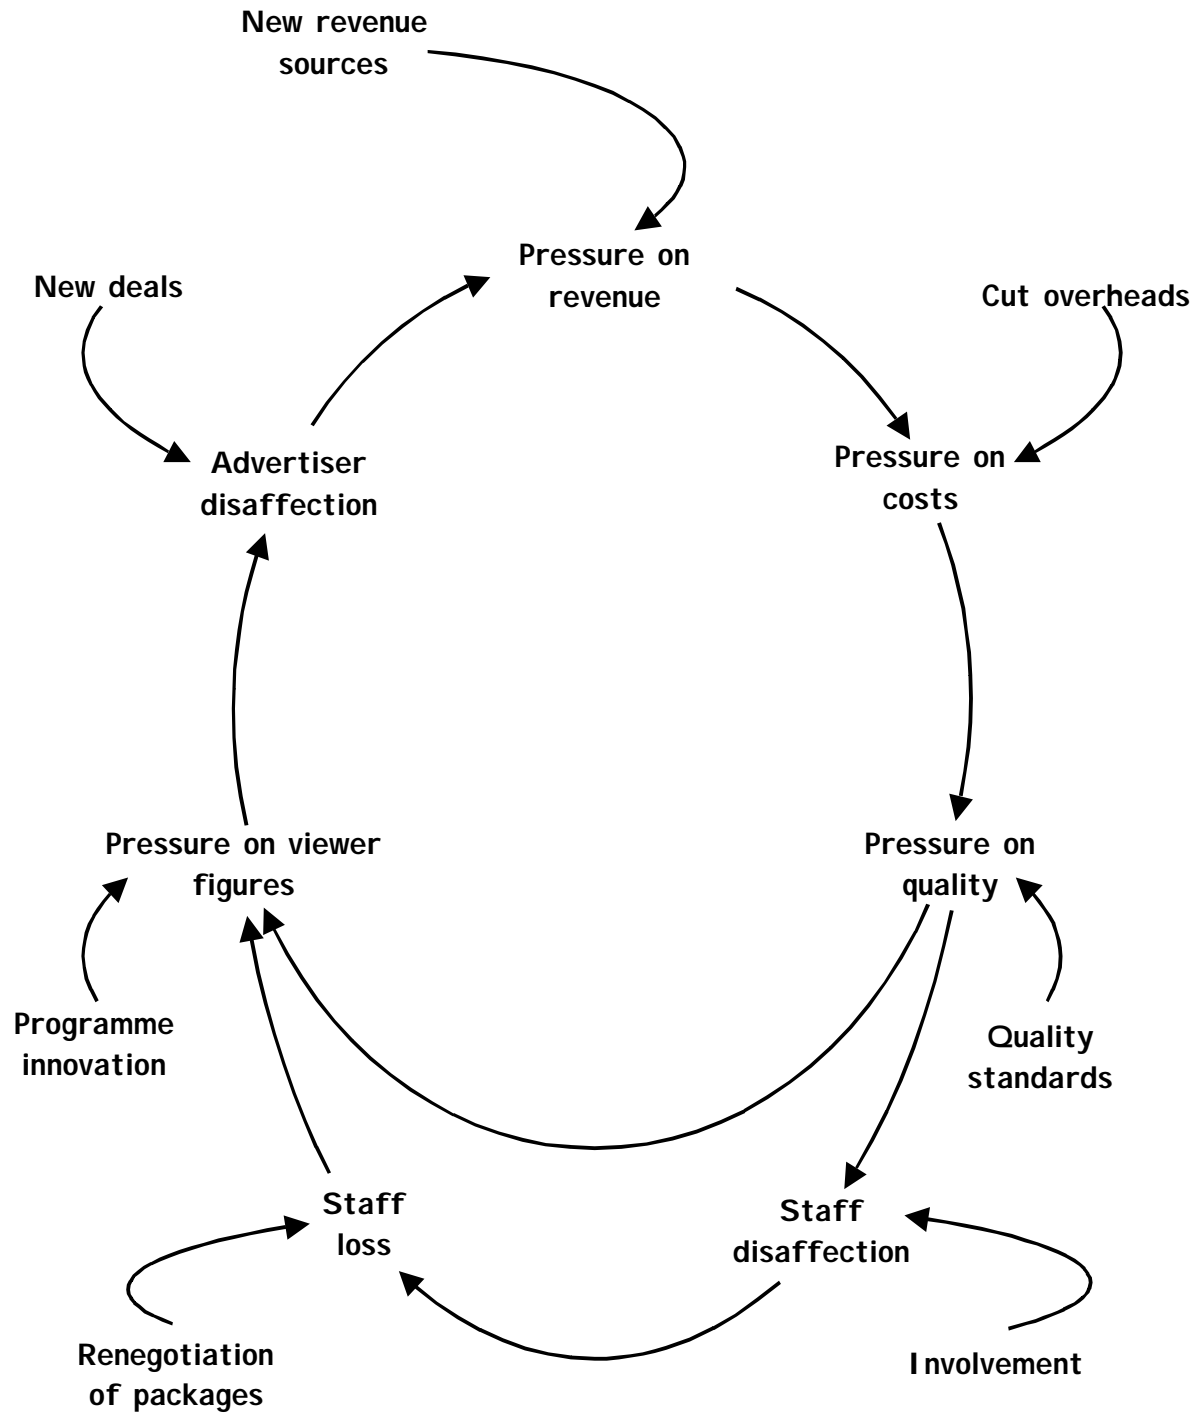 New revenue
sources
Pressure on
revenue
New deals
Cut overheads
Advertiser
disaffection
Pressure on
costs
Pressure on viewer
figures
Pressure on
quality
Programme
innovation
Quality
standards
Staff
loss
Staff
disaffection
Renegotiation
of packages
Involvement